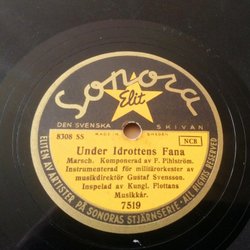 Sonora
Elit
DEN SVENSKA SKIVAN
8308 SS
MADE IN SWEDEN
NCB
Under Idrottens Fana
Marsch. Komponerad av F. Pihlström.
Instrumenterad för militärorkester av
musikdirektör Gustaf Svensson.
Inspelad av Kungl. Flottans
Musikkår.
7519
ELITEN AV ARTISTER PÅ SONORAS STJÄRNSERIE - ALL RIGHTS RESERVED